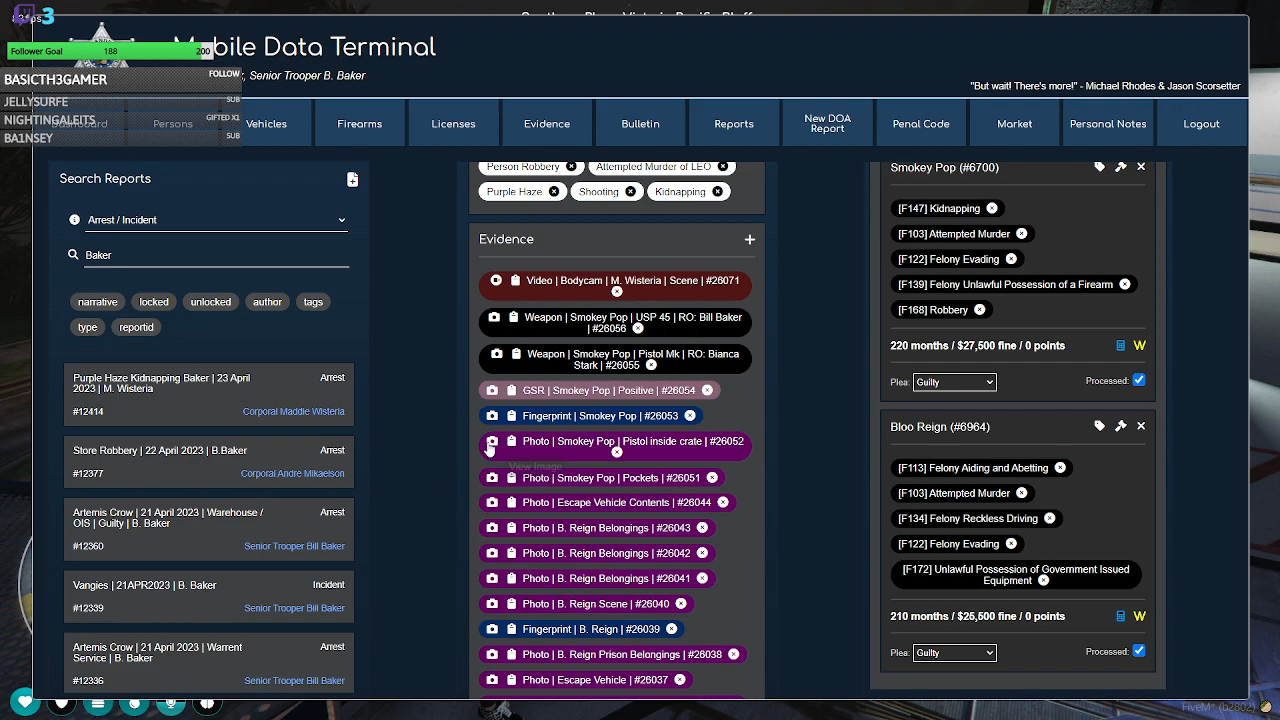 3
Follower Goal 188 200
BASICTH3GAMER FOLLOW
JELLYSURFE SUB
NIGHTINGALEITS GIFTED X1
BA1NSEY SUB
Mobile Data Terminal
, Senior Trooper B. Baker
"But wait! There's more!" - Michael Rhodes & Jason Scorsetter
Dashboard
Persons
Vehicles
Firearms
Licenses
Evidence
Bulletin
Reports
New DOA
Report
Penal Code
Market
Personal Notes
Logout
Search Reports
Arrest / Incident
Baker
narrative
locked
unlocked
author
tags
type
reportid
Purple Haze Kidnapping Baker | 23 April
2023 | M. Wisteria
Arrest
#12414
Corporal Maddie Wisteria
Store Robbery | 22 April 2023 | Baker
Arrest
#12377
Corporal Andre Mikaelson
Artemis Crow | 21 April 2023 | Warehouse /
OIS | Guilty | B. Baker
Arrest
#12360
Senior Trooper Bill Baker
Vangies | 21APR2023 | B. Baker
Incident
#12339
Senior Trooper Bill Baker
Artemis Crow | 21 April 2023 | Warrent
Service | B. Baker
Arrest
#12336
Senior Trooper Bill Baker
Person Robbery
Attempted Murder of LEO
Purple Haze
Shooting
Kidnapping
Evidence
Video | Bodycam | M. Wisteria | Scene | #26071
Weapon | Smokey Pop | USP 45 | RO: Bill Baker
| #26056
Weapon | Smokey Pop | Pistol Mk | RO: Bianca
Stark | #26055
GSR | Smokey Pop | Positive | #26054
Fingerprint | Smokey Pop | #26053
Photo | Smokey Pop | Pistol inside crate | #26052
View Image
Photo | Smokey Pop | Pockets | #26051
Photo | Escape Vehicle Contents | #26044
Photo | B. Reign Belongings | #26043
Photo | B. Reign Belongings | #26042
Photo | B. Reign Belongings | #26041
Photo | B. Reign Scene | #26040
Fingerprint | B. Reign | #26039
Photo | B. Reign Prison Belongings | #26038
Photo | Escape Vehicle | #26037
Smokey Pop (#6700)
[F147] Kidnapping
[F103] Attempted Murder
[F122] Felony Evading
[F139] Felony Unlawful Possession of a Firearm
[F168] Robbery
220 months / $27,500 fine / 0 points
W
Plea: Guilty
Processed:
Bloo Reign (#6964)
[F113] Felony Aiding and Abetting
[F103] Attempted Murder
[F134] Felony Reckless Driving
[F122] Felony Evading
[F172] Unlawful Possession of Government Issued
Equipment
210 months / $25,500 fine / 0 points
W
Plea: Guilty
Processed:
FiveM® (b2802)